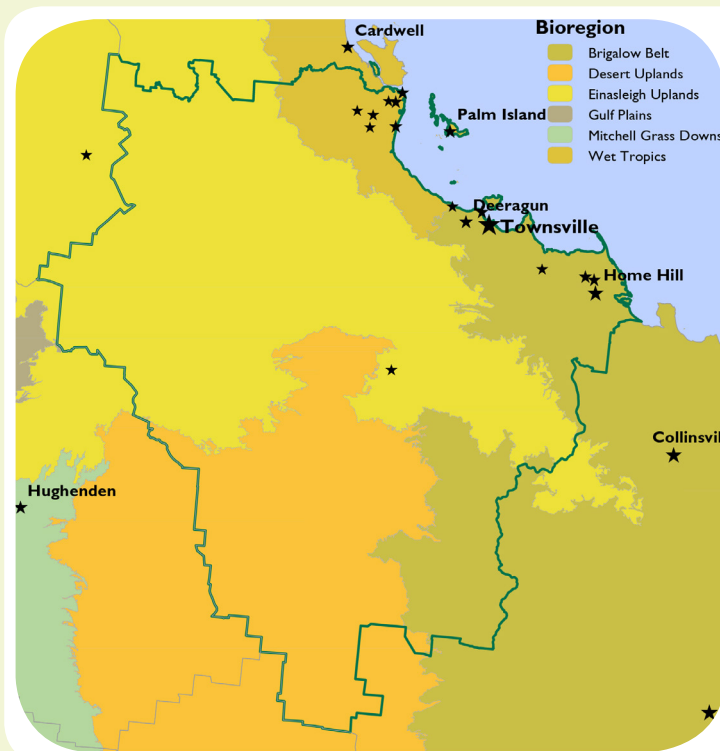 Cardwell
Bioregion
Brigalow Belt
Desert Uplands
Einasleigh Uplands
Gulf Plains
Mitchell Grass Downs
Wet Tropics
Palm Island
Deeragun
Townsville
Home Hill
Collinsvil
Hughenden